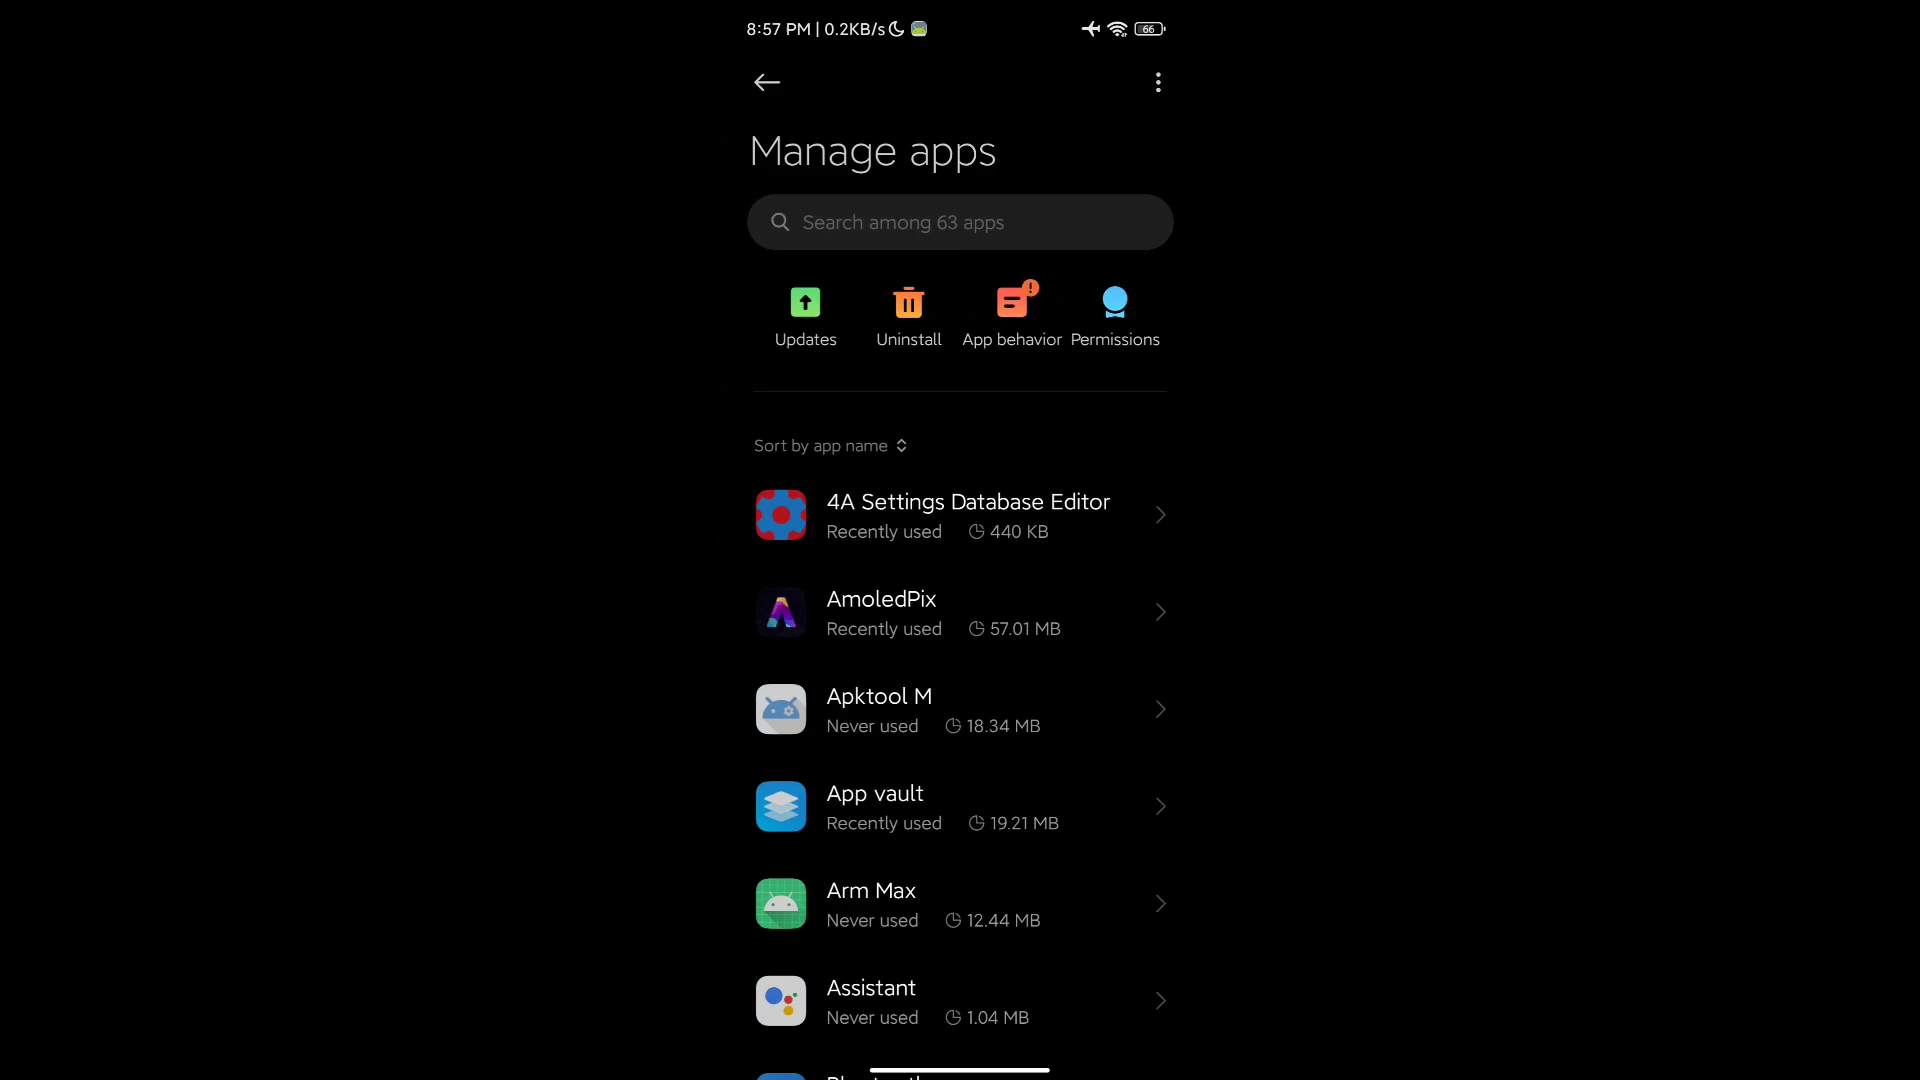 8:57 PM | 0.2KB/s 66
Manage apps
Search among 63 apps
Updates Uninstall App behavior Permissions
Sort by app name
4A Settings Database Editor
Recently used 440 KB
AmoledPix
Recently used 57.01 MB
Apktool M
Never used 18.34 MB
App vault
Recently used 19.21 MB
Arm Max
Never used 12.44 MB
Assistant
Never used 1.04 MB